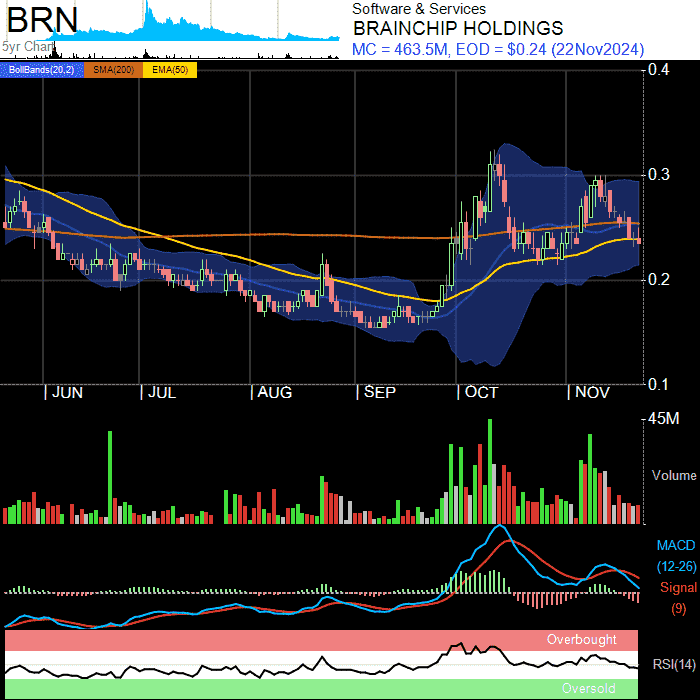 BRN
5yr Chart
Software & Services
BRAINCHIP HOLDINGS
MC = 463.5M, EOD = $0.24 (22Nov2024)
BollBands(20,2) SMA(200) EMA(50)
0.4
0.3
0.2
0.1
JUN JUL AUG SEP OCT NOV
45M
Volume
MACD
(12-26)
Signal
(9)
Overbought
RSI(14)
Oversold